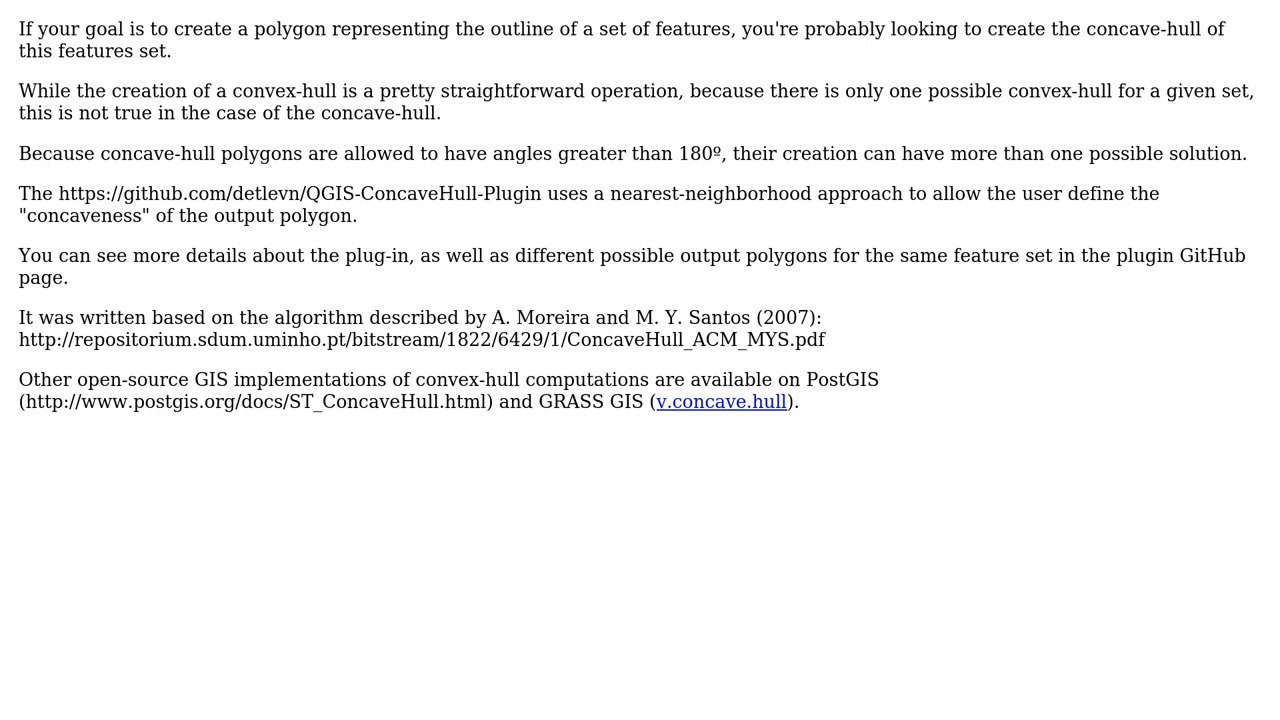 If your goal is to create a polygon representing the outline of a set of features, you're probably looking to create the concave-hull of
this features set.
While the creation of a convex-hull is a pretty straightforward operation, because there is only one possible convex-hull for a given set,
this is not true in the case of the concave-hull.
Because concave-hull polygons are allowed to have angles greater than 180º, their creation can have more than one possible solution.
The https://github.com/detlevn/QGIS-ConcaveHull-Plugin uses a nearest-neighborhood approach to allow the user define the
"concaveness" of the output polygon.
You can see more details about the plug-in, as well as different possible output polygons for the same feature set in the plugin GitHub
page.
It was written based on the algorithm described by A. Moreira and M. Y. Santos (2007):
http://repositorium.sdum.uminho.pt/bitstream/1822/6429/1/ConcaveHull_ACM_MYS.pdf
Other open-source GIS implementations of convex-hull computations are available on PostGIS
(http://www.postgis.org/docs/ST_ConcaveHull.html) and GRASS GIS (v.concave.hull).